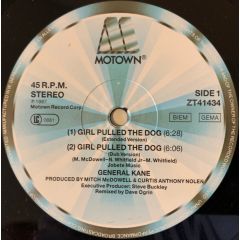 MOTOWN®
45 R.P.M.
STEREO
℗ 1987
Motown Record Corp.
SIDE 1
ZT41434
LC 0881
BIEM
GEMA
(1) GIRL PULLED THE DOG (6:28)
(Extended Version)
(2) GIRL PULLED THE DOG (6:06)
(Dub Version)
(M. McDowell–N. Whitfield Jr.–M. Whitfield)
Jobete Music
GENERAL KANE
PRODUCED BY MITCH McDOWELL & CURTIS ANTHONY NOLEN
Executive Producer: Steve Buckley
Remixed by Dave Ogrin